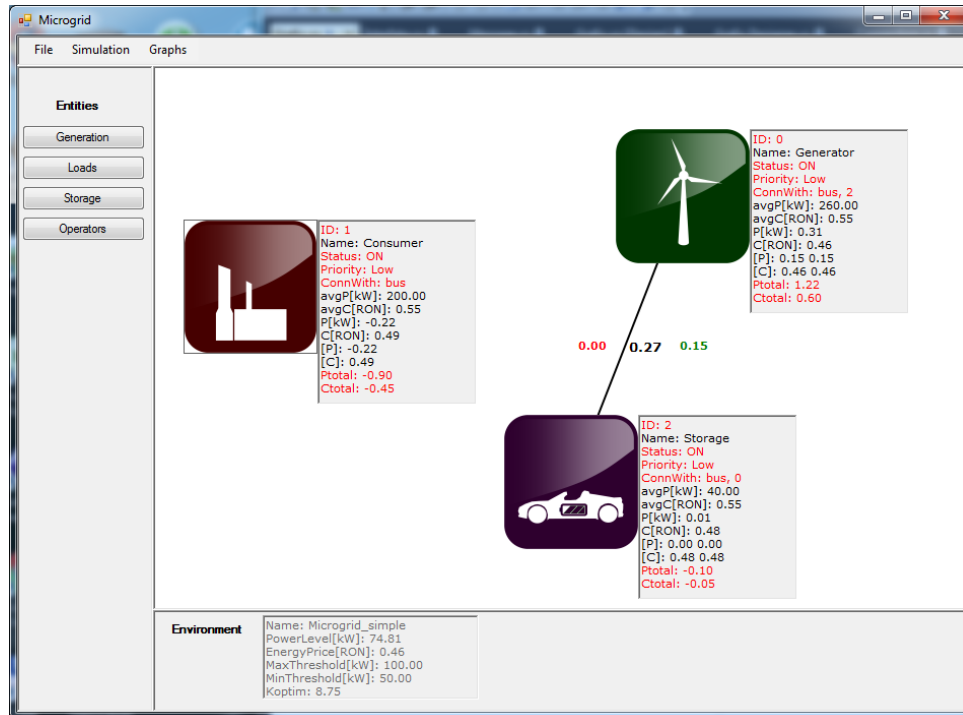 Microgrid
File Simulation Graphs
Entities
Generation
Loads
Storage
Operators
ID: 1
Name: Consumer
Status: ON
Priority: Low
ConnWith: bus
avgP[kW]: 200.00
avgC[RON]: 0.55
P[kW]: -0.22
C[RON]: 0.49
[P]: -0.22
[C]: 0.49
Ptotal: -0.90
Ctotal: -0.45
ID: 0
Name: Generator
Status: ON
Priority: Low
ConnWith: bus, 2
avgP[kW]: 260.00
avgC[RON]: 0.55
P[kW]: 0.31
C[RON]: 0.46
[P]: 0.15 0.15
[C]: 0.46 0.46
Ptotal: 1.22
Ctotal: 0.60
0.00 0.27 0.15
ID: 2
Name: Storage
Status: ON
Priority: Low
ConnWith: bus, 0
avgP[kW]: 40.00
avgC[RON]: 0.55
P[kW]: 0.01
C[RON]: 0.48
[P]: 0.00 0.00
[C]: 0.48 0.48
Ptotal: -0.10
Ctotal: -0.05
Environment
Name: Microgrid_simple
PowerLevel[kW]: 74.81
EnergyPrice[RON]: 0.46
MaxThreshold[kW]: 100.00
MinThreshold[kW]: 50.00
Koptim: 8.75